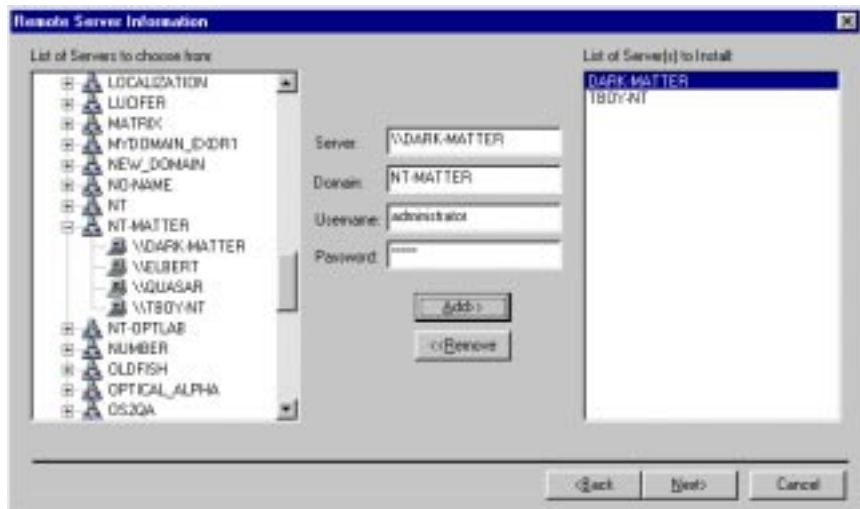 Remote Server Information
List of Servers to choose from:
LOCALIZATION
LUCIFER
MATRIX
MYDOMAIN_EXDR1
NEW_DOMAIN
NO-NAME
NT
NT-MATTER
\\DARK-MATTER
\\ELBERT
\\QUASAR
\\TBOY-NT
NT-OPTLAB
NUMBER
OLDFISH
OPTICAL_ALPHA
OS2QA
Server: \\DARK-MATTER
Domain: NT-MATTER
Username: administrator
Password: *****
Add>>
<<Remove
List of Server(s) to Install:
DARK-MATTER
TBOY-NT
<Back
Next>
Cancel